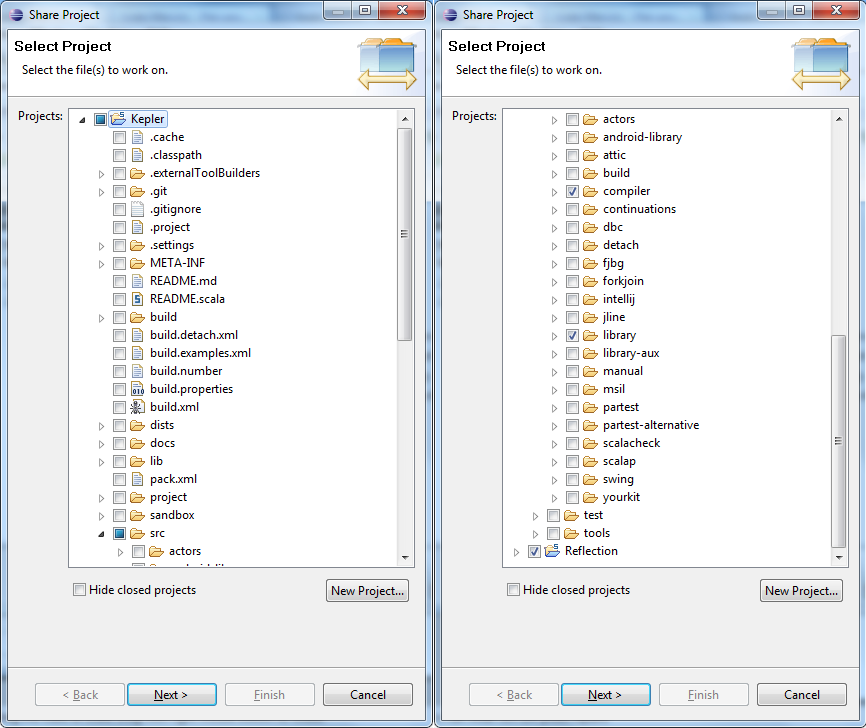 Share Project
Select Project
Select the file(s) to work on.
Projects:
Kepler
.cache
.classpath
.externalToolBuilders
.git
.gitignore
.project
.settings
META-INF
README.md
README.scala
build
build.detach.xml
build.examples.xml
build.number
build.properties
build.xml
dists
docs
lib
pack.xml
project
sandbox
src
actors
Hide closed projects
New Project...
< Back
Next >
Finish
Cancel
Share Project
Select Project
Select the file(s) to work on.
Projects:
actors
android-library
attic
build
compiler
continuations
dbc
detach
fjbg
forkjoin
intellij
jline
library
library-aux
manual
msil
partest
partest-alternative
scalacheck
scalap
swing
yourkit
test
tools
Reflection
Hide closed projects
New Project...
< Back
Next >
Finish
Cancel